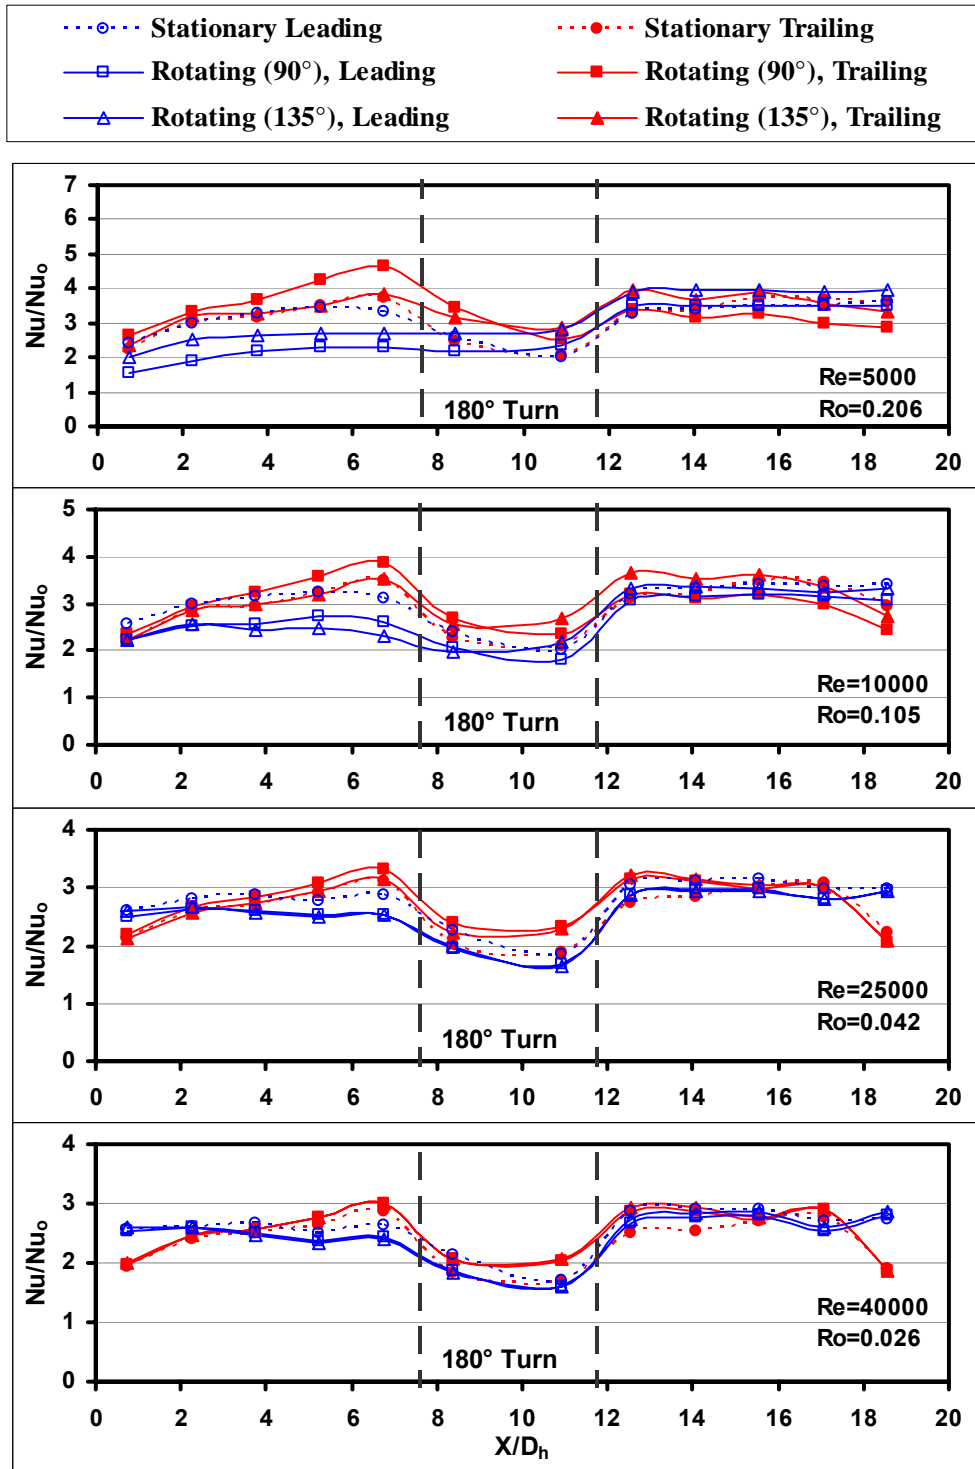 Stationary Leading Stationary Trailing
Rotating (90°), Leading Rotating (90°), Trailing
Rotating (135°), Leading Rotating (135°), Trailing
7
6
5
4
3
2
1
0
Nu/Nuₒ
180° Turn
Re=5000
Ro=0.206
0 2 4 6 8 10 12 14 16 18 20
5
4
3
2
1
0
Nu/Nuₒ
180° Turn
Re=10000
Ro=0.105
0 2 4 6 8 10 12 14 16 18 20
4
3
2
1
0
Nu/Nuₒ
180° Turn
Re=25000
Ro=0.042
0 2 4 6 8 10 12 14 16 18 20
4
3
2
1
0
Nu/Nuₒ
180° Turn
Re=40000
Ro=0.026
0 2 4 6 8 10 12 14 16 18 20
X/Dₕ